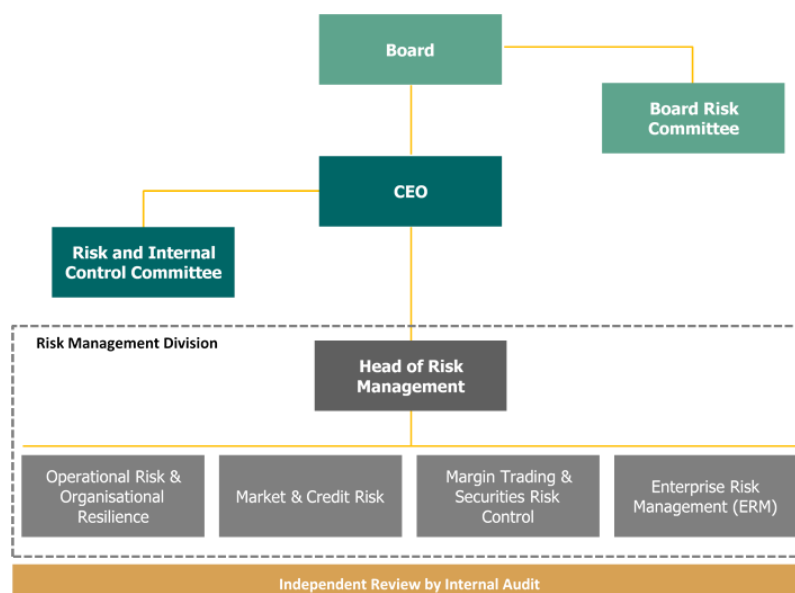 Board
Board Risk
Committee
CEO
Risk and Internal
Control Committee
Risk Management Division
Head of Risk
Management
Operational Risk &
Organisational
Resilience
Market & Credit Risk
Margin Trading &
Securities Risk
Control
Enterprise Risk
Management (ERM)
Independent Review by Internal Audit